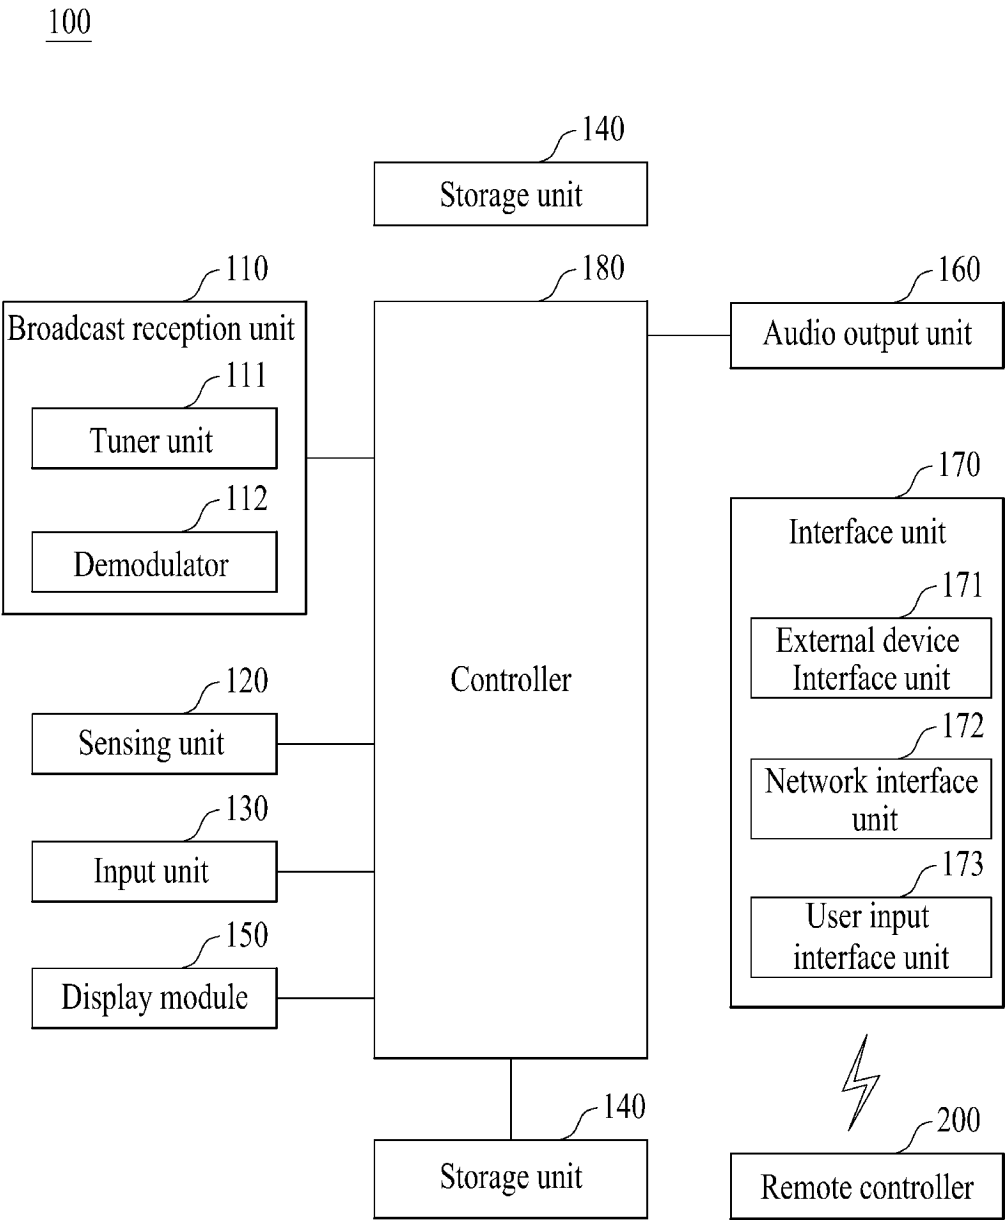 100
140
Storage unit
110
Broadcast reception unit
111
Tuner unit
112
Demodulator
120
Sensing unit
130
Input unit
150
Display module
180
Controller
140
Storage unit
160
Audio output unit
170
Interface unit
171
External device
Interface unit
172
Network interface
unit
173
User input
interface unit
200
Remote controller